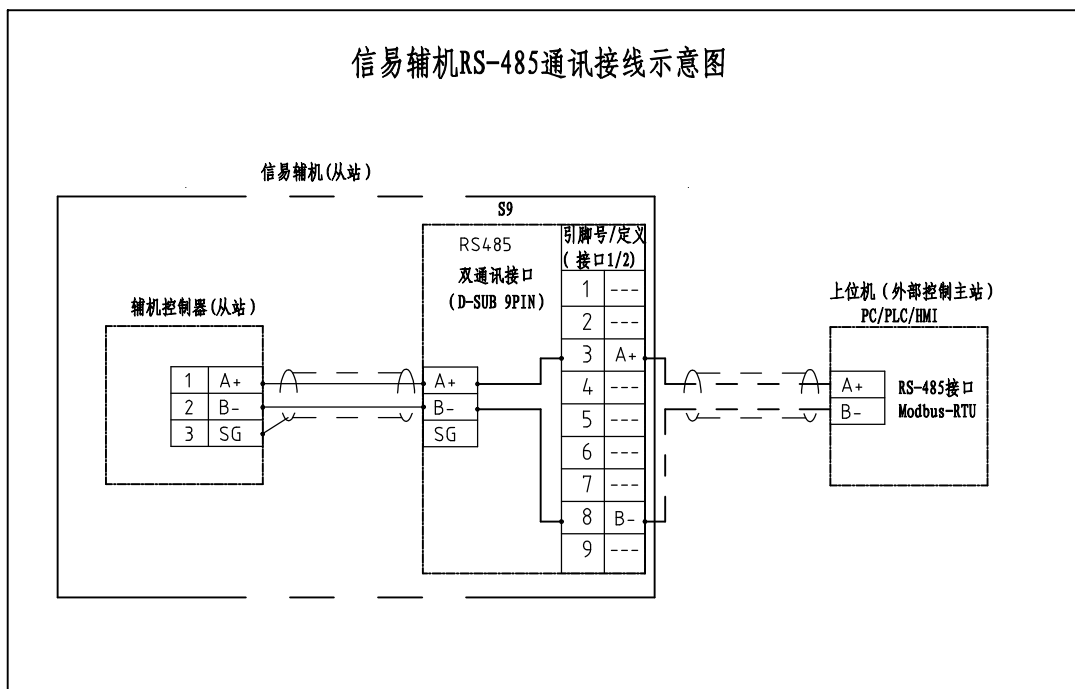 信易辅机RS-485通讯接线示意图
信易辅机(从站)
S9
RS485
双通讯接口
(D-SUB 9PIN)
引脚号/定义
( 接口1/2)
1 ---
2 ---
3 A+
4 ---
5 ---
6 ---
7 ---
8 B-
9 ---
辅机控制器(从站)
1 A+
2 B-
3 SG
A+
B-
SG
上位机（外部控制主站）
PC/PLC/HMI
A+
B-
RS-485接口
Modbus-RTU